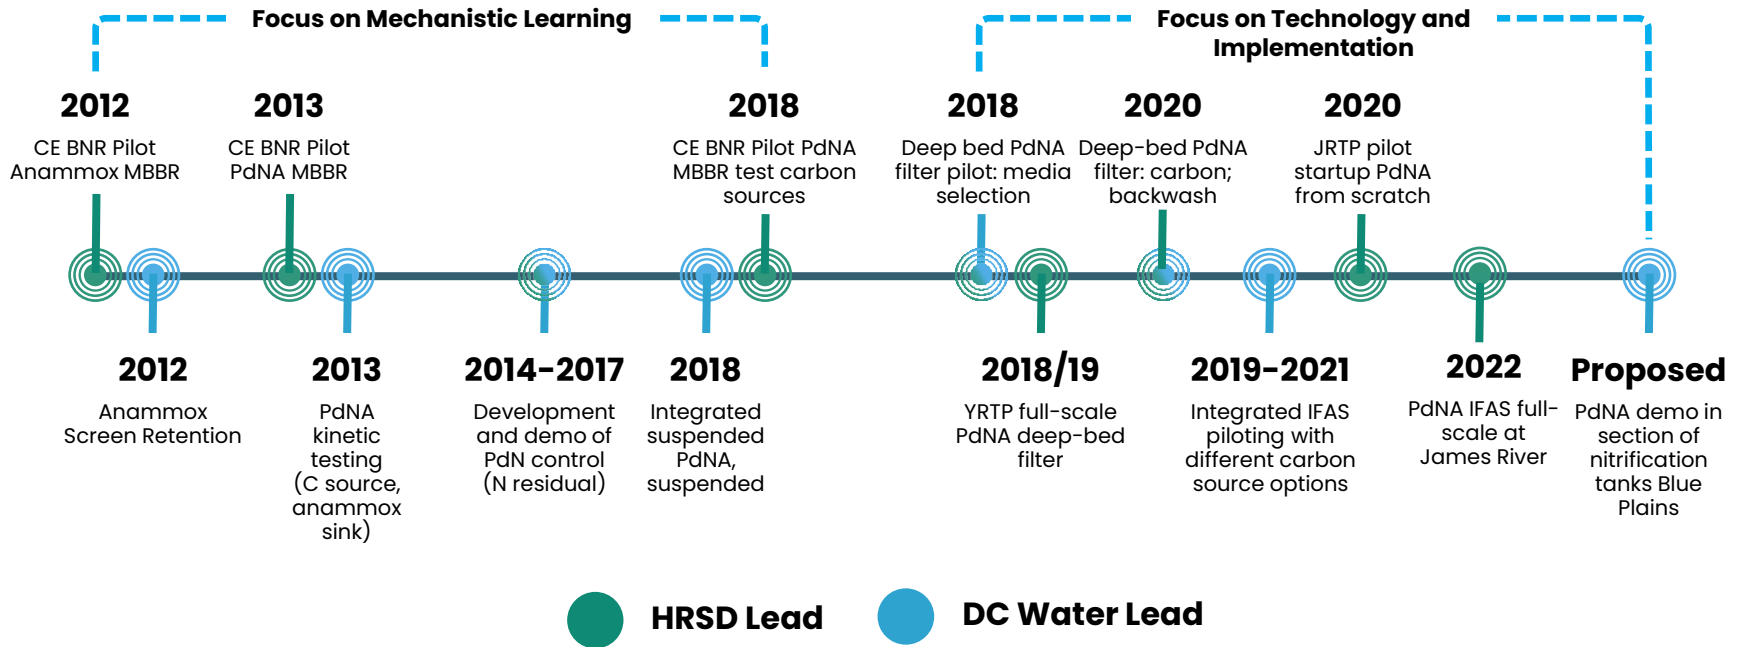 Focus on Mechanistic Learning
Focus on Technology and
Implementation
2012
CE BNR Pilot
Anammox MBBR
2013
CE BNR Pilot
PdNA MBBR
2018
CE BNR Pilot PdNA
MBBR test carbon
sources
2018
Deep bed PdNA
filter pilot: media
selection
2020
Deep-bed PdNA
filter: carbon;
backwash
2020
JRTP pilot
startup PdNA
from scratch
2012
Anammox
Screen Retention
2013
PdNA
kinetic
testing
(C source,
anammox
sink)
2014-2017
Development
and demo of
PdN control
(N residual)
2018
Integrated
suspended
PdNA,
suspended
2018/19
YRTP full-scale
PdNA deep-bed
filter
2019-2021
Integrated IFAS
piloting with
different carbon
source options
2022
PdNA IFAS full-
scale at
James River
Proposed
PdNA demo in
section of
nitrification
tanks Blue
Plains
HRSD Lead
DC Water Lead